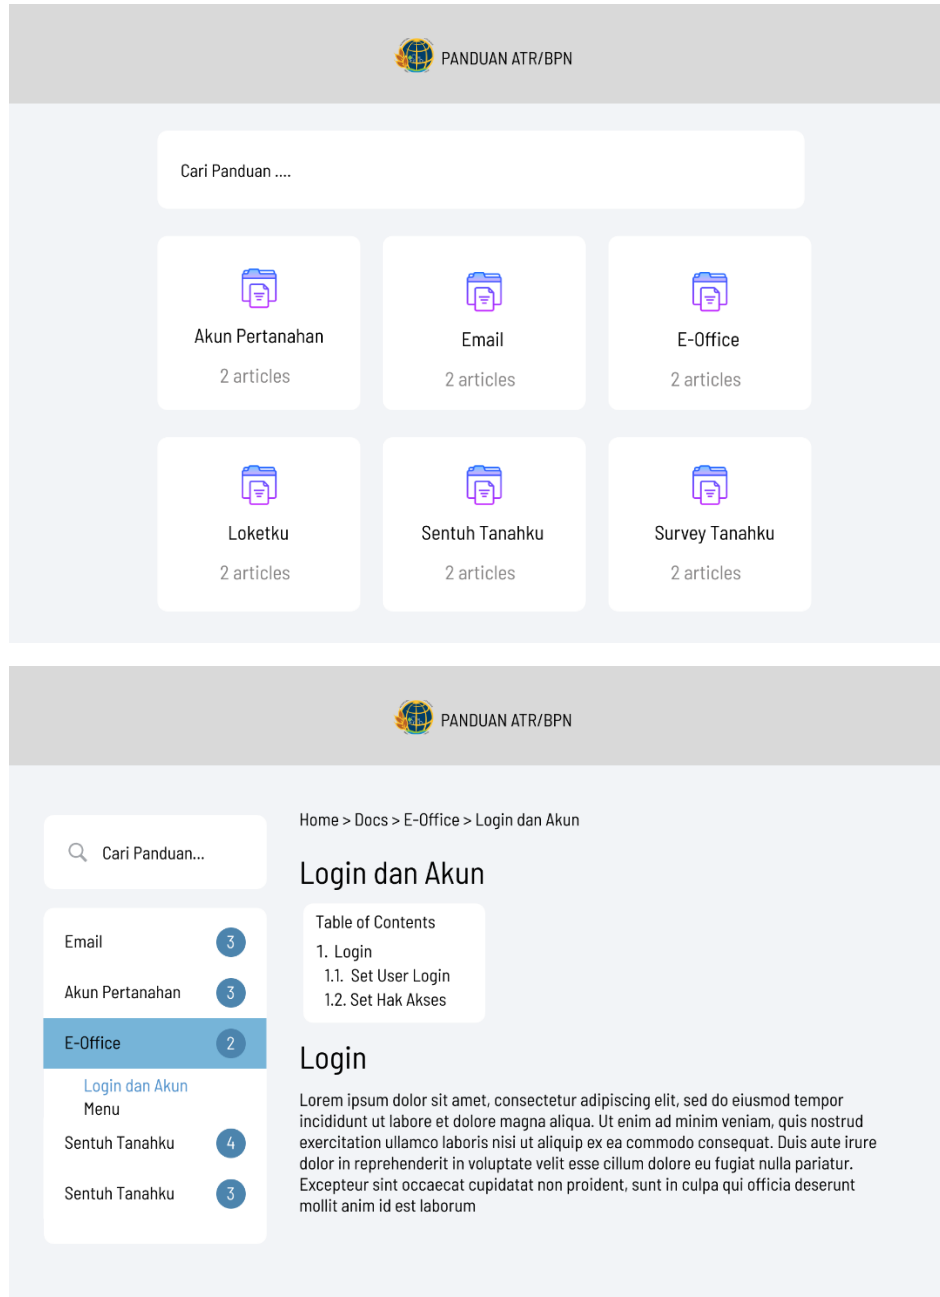 PANDUAN ATR/BPN
Cari Panduan ....
Akun Pertanahan
2 articles
Email
2 articles
E-Office
2 articles
Loketku
2 articles
Sentuh Tanahku
2 articles
Survey Tanahku
2 articles
PANDUAN ATR/BPN
Cari Panduan...
Email 3
Akun Pertanahan 3
E-Office 2
Login dan Akun
Menu
Sentuh Tanahku 4
Sentuh Tanahku 3
Home > Docs > E-Office > Login dan Akun
Login dan Akun
Table of Contents
1. Login
1.1. Set User Login
1.2. Set Hak Akses
Login
Lorem ipsum dolor sit amet, consectetur adipiscing elit, sed do eiusmod tempor
incididunt ut labore et dolore magna aliqua. Ut enim ad minim veniam, quis nostrud
exercitation ullamco laboris nisi ut aliquip ex ea commodo consequat. Duis aute irure
dolor in reprehenderit in voluptate velit esse cillum dolore eu fugiat nulla pariatur.
Excepteur sint occaecat cupidatat non proident, sunt in culpa qui officia deserunt
mollit anim id est laborum